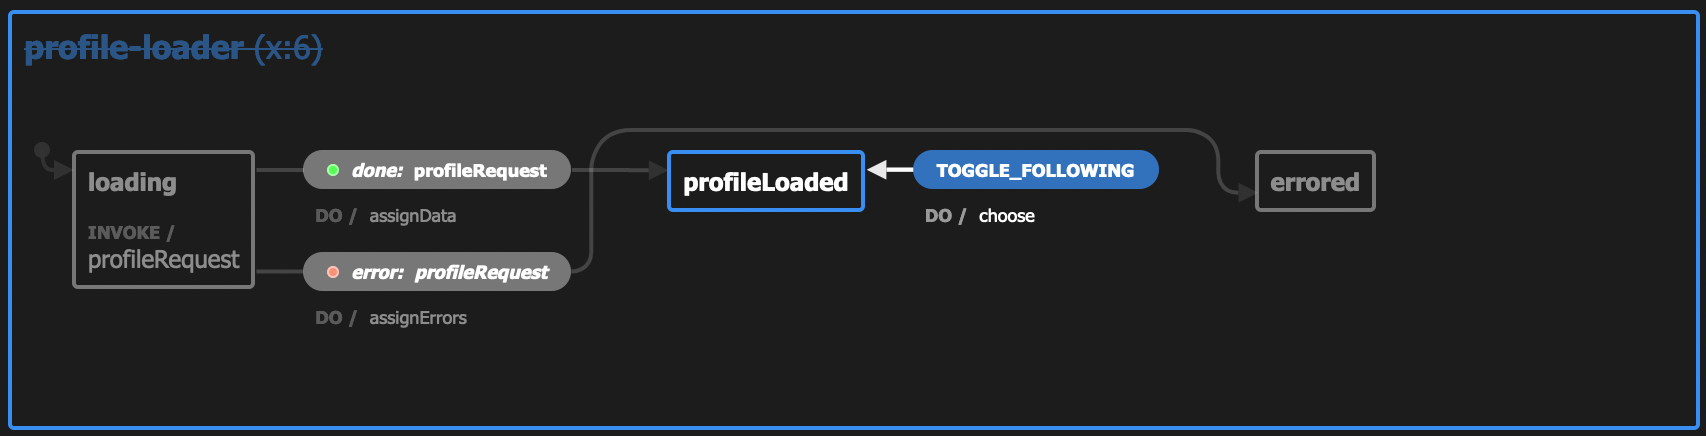 profile-loader (x:6)
loading
INVOKE /
profileRequest
done: profileRequest
DO / assignData
error: profileRequest
DO / assignErrors
profileLoaded
TOGGLE_FOLLOWING
DO / choose
errored